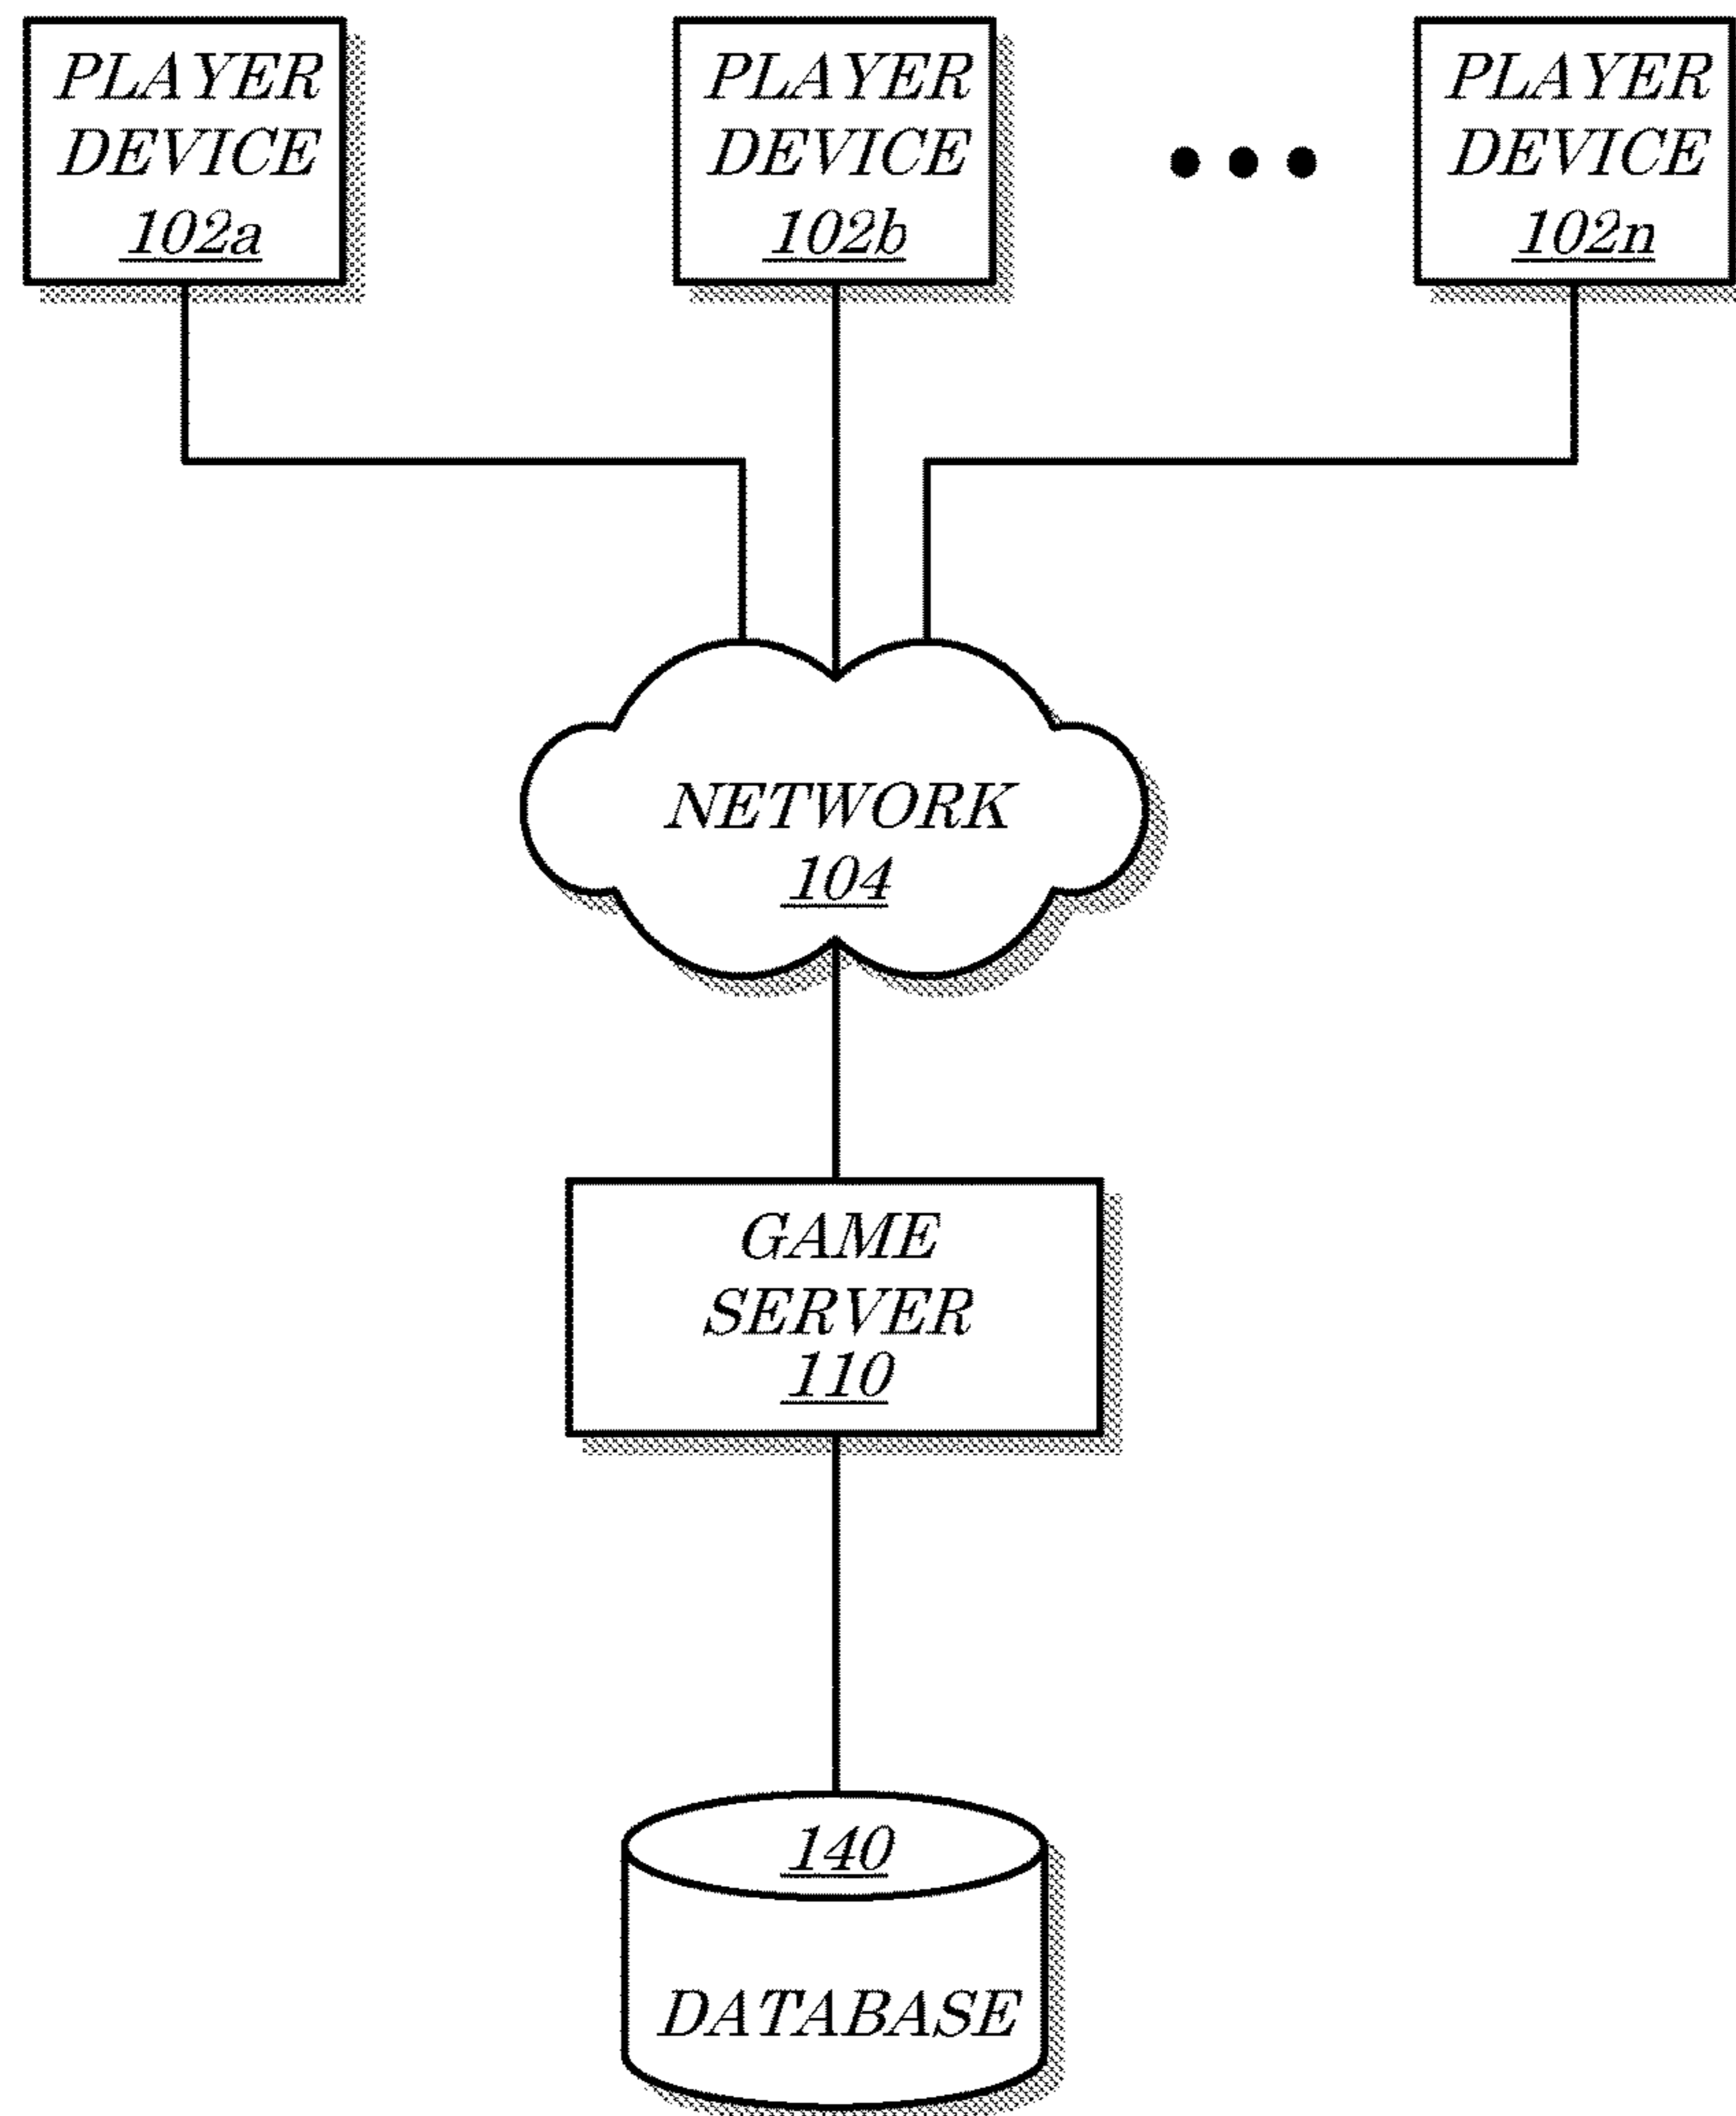 PLAYER
DEVICE
102a
PLAYER
DEVICE
102b
PLAYER
DEVICE
102n
NETWORK
104
GAME
SERVER
110
140
DATABASE